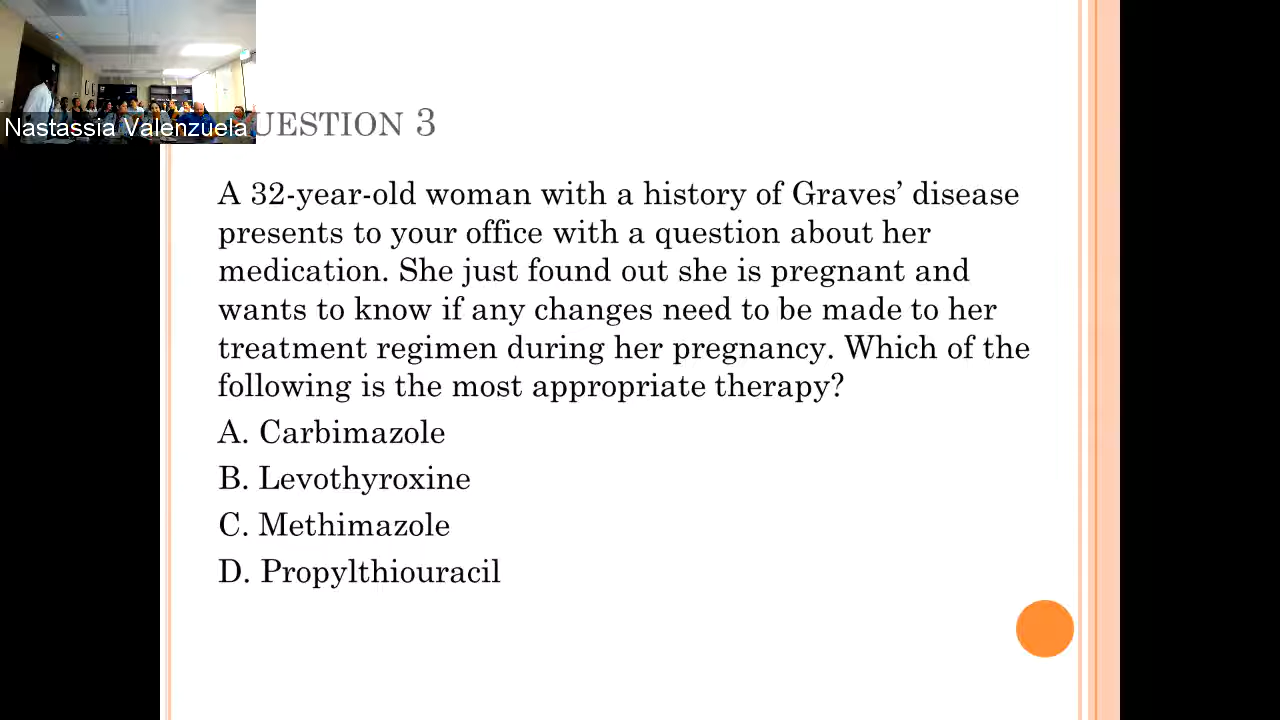 Nastassia Valenzuela
UESTION 3
A 32-year-old woman with a history of Graves’ disease
presents to your office with a question about her
medication. She just found out she is pregnant and
wants to know if any changes need to be made to her
treatment regimen during her pregnancy. Which of the
following is the most appropriate therapy?
A. Carbimazole
B. Levothyroxine
C. Methimazole
D. Propylthiouracil